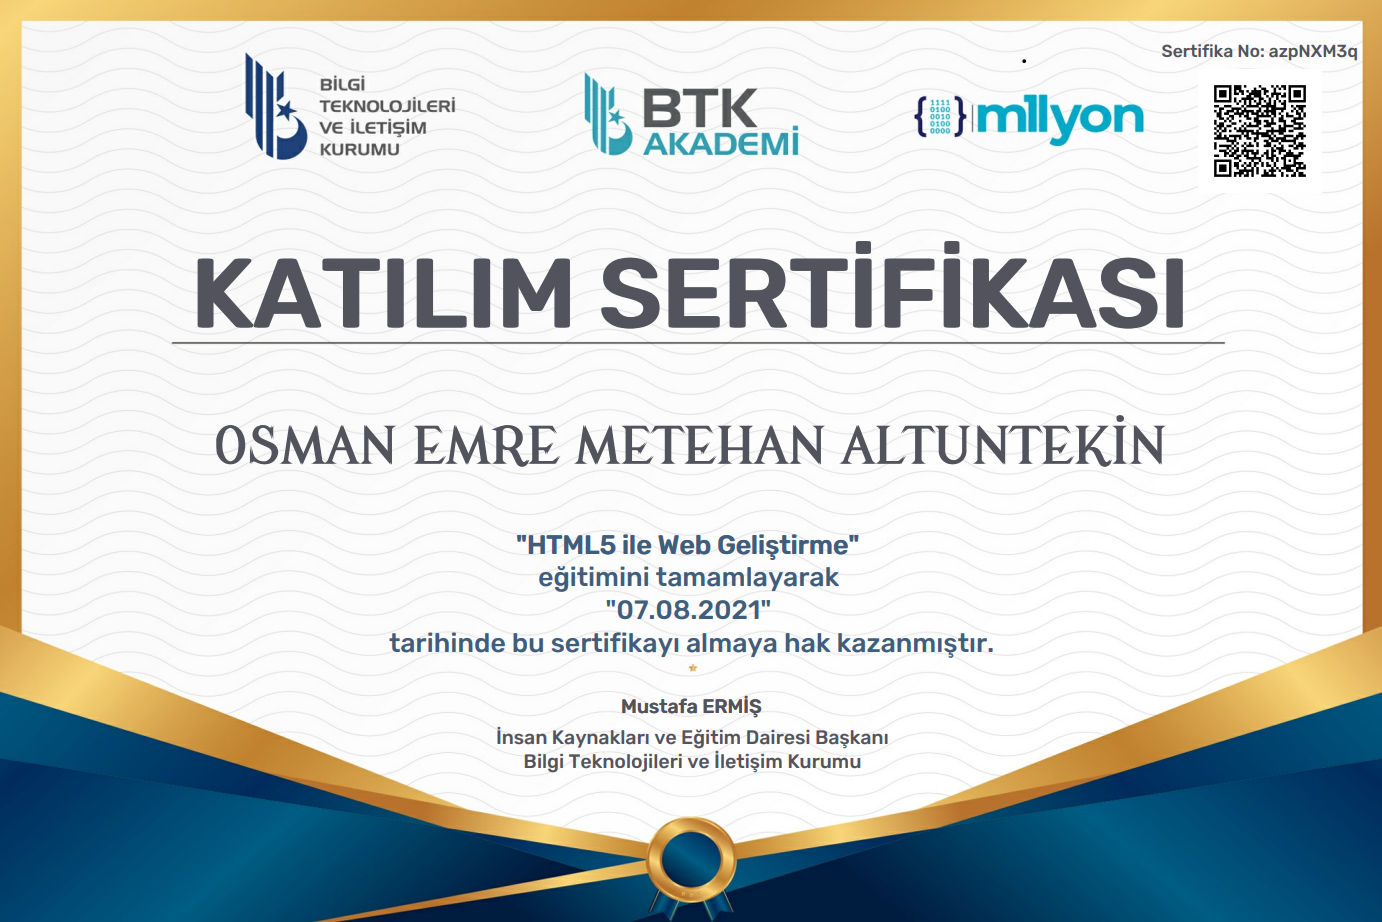 Sertifika No: azpNXM3q
BİLGİ
TEKNOLOJİLERİ
VE İLETİŞİM
KURUMU
BTK
AKADEMİ
1111
0100
0010
0100
0000
m1lyon
KATILIM SERTİFİKASI
OSMAN EMRE METEHAN ALTUNTEKİN
"HTML5 ile Web Geliştirme"
eğitimini tamamlayarak
"07.08.2021"
tarihinde bu sertifikayı almaya hak kazanmıştır.
Mustafa ERMİŞ
İnsan Kaynakları ve Eğitim Dairesi Başkanı
Bilgi Teknolojileri ve İletişim Kurumu